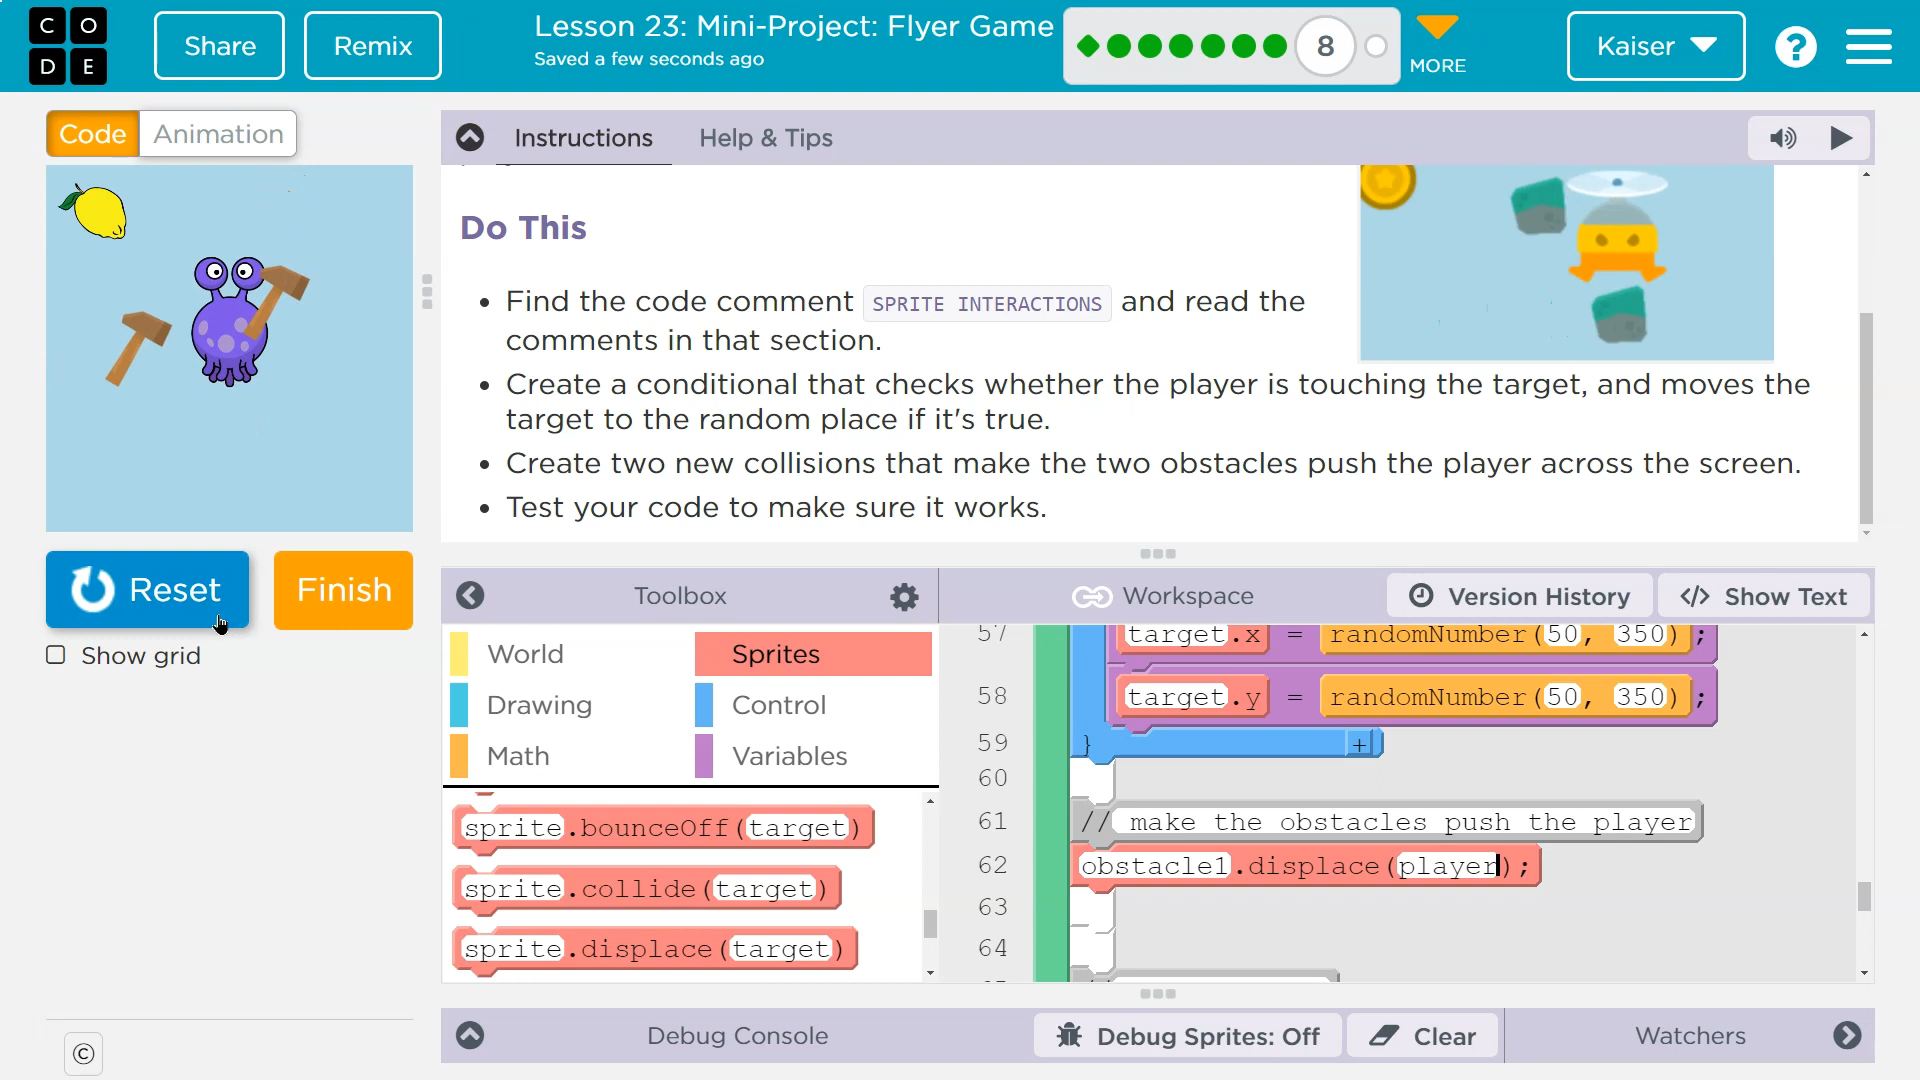 C O D E
Share
Remix
Lesson 23: Mini-Project: Flyer Game
Saved a few seconds ago
8
MORE
Kaiser
?
Code
Animation
Instructions
Help & Tips
Do This
Find the code comment SPRITE INTERACTIONS and read the
comments in that section.
Create a conditional that checks whether the player is touching the target, and moves the
target to the random place if it's true.
Create two new collisions that make the two obstacles push the player across the screen.
Test your code to make sure it works.
Reset
Finish
Show grid
Toolbox
Workspace
Version History
</> Show Text
World
Sprites
Drawing
Control
Math
Variables
sprite.bounceOff(target)
sprite.collide(target)
sprite.displace(target)
57 target.x = randomNumber(50, 350);
58 target.y = randomNumber(50, 350);
59 } +
60
61 // make the obstacles push the player
62 obstacle1.displace(player);
63
64
©
Debug Console
Debug Sprites: Off
Clear
Watchers